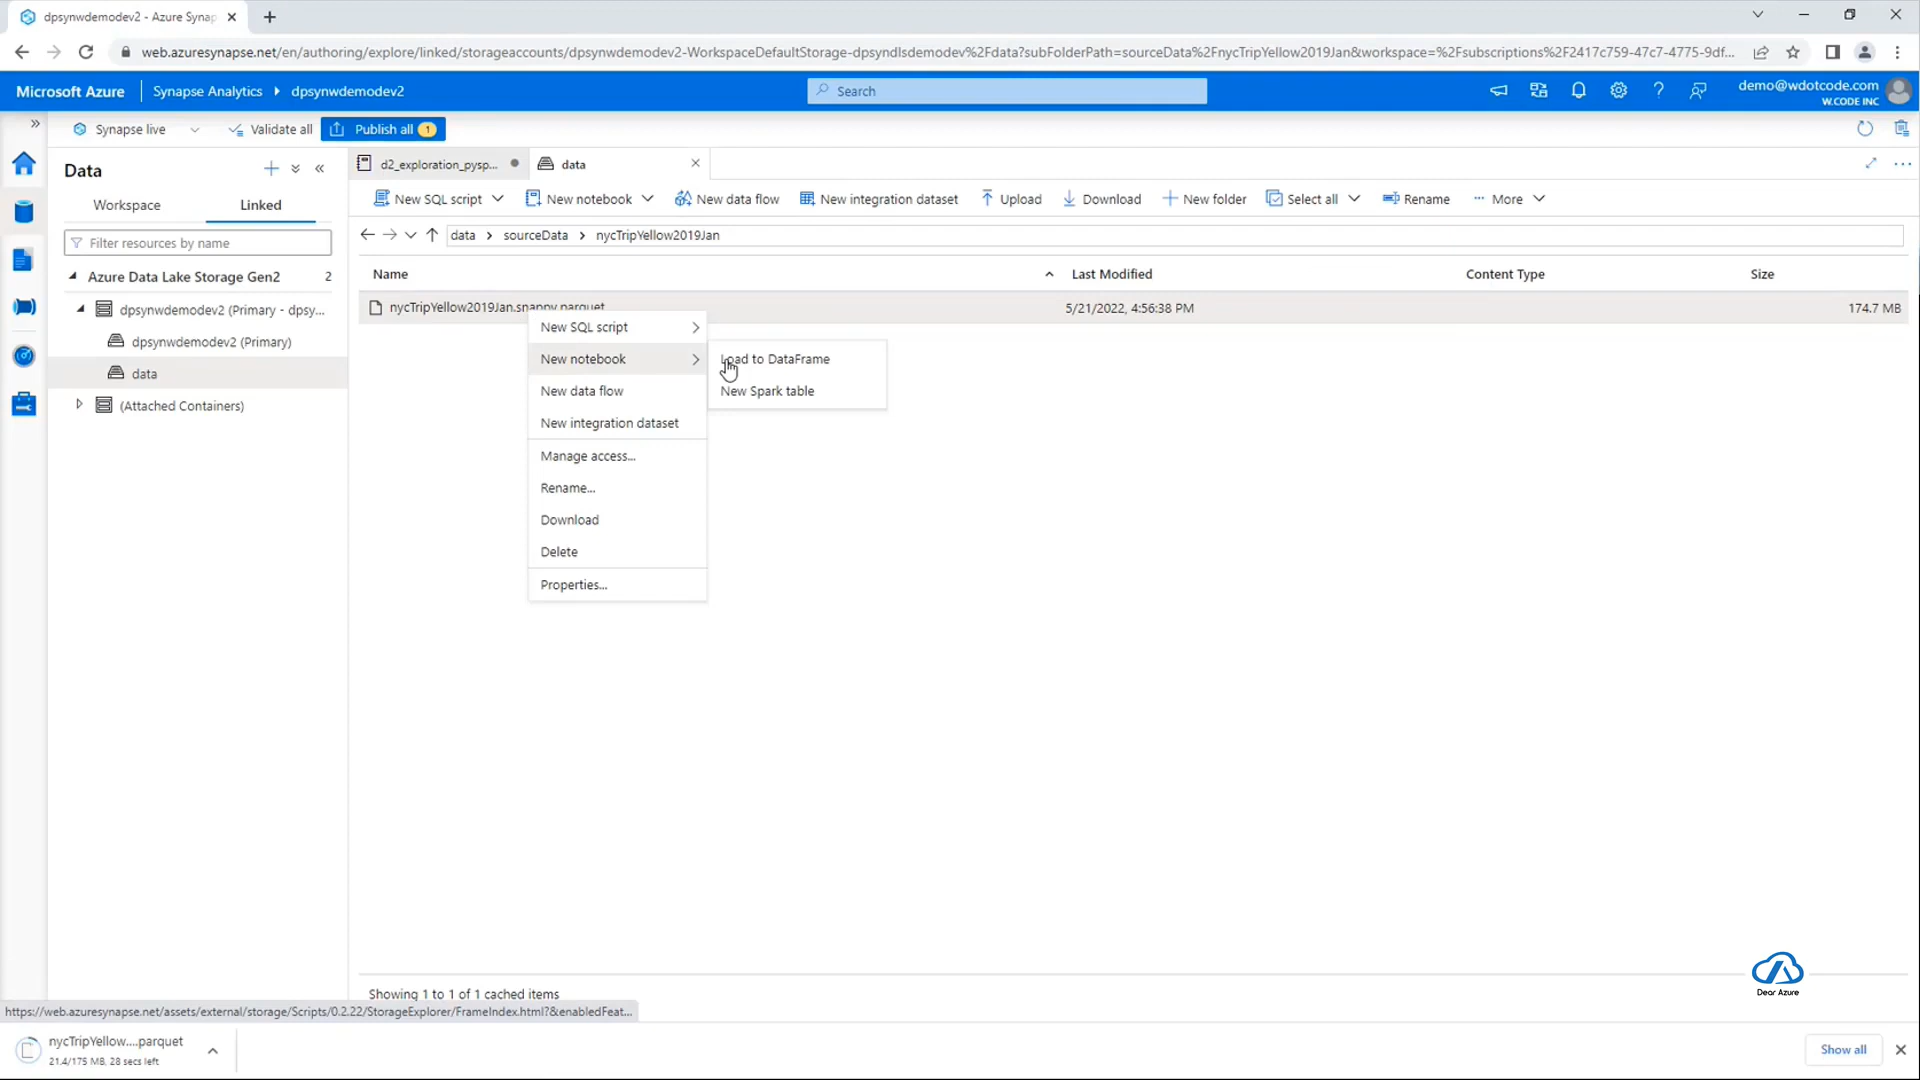 dpsynwdemodev2 - Azure Synap
web.azuresynapse.net/en/authoring/explore/linked/storageaccounts/dpsynwdemodev2-WorkspaceDefaultStorage-dpsyndlsdemodev%2Fdata?subFolderPath=sourceData%2FnycTripYellow2019Jan&workspace=%2Fsubscriptions%2F2417c759-47c7-4775-9df...
Microsoft Azure Synapse Analytics dpsynwdemodev2 Search demo@wdotcode.com
W.CODE INC
Synapse live Validate all Publish all 1
Data d2_exploration_pysp... data
Workspace Linked New SQL script New notebook New data flow New integration dataset Upload Download New folder Select all Rename More
Filter resources by name data sourceData nycTripYellow2019Jan
Azure Data Lake Storage Gen2 2 Name Last Modified Content Type Size
dpsynwdemodev2 (Primary - dpsy... nycTripYellow2019Jan.snappy.parquet 5/21/2022, 4:56:38 PM 174.7 MB
dpsynwdemodev2 (Primary)
data
(Attached Containers)
New SQL script
New notebook Load to DataFrame
New data flow New Spark table
New integration dataset
Manage access...
Rename...
Download
Delete
Properties...
Dear Azure
Showing 1 to 1 of 1 cached items
https://web.azuresynapse.net/assets/external/storage/Scripts/0.2.22/StorageExplorer/FrameIndex.html?&enabledFeat...
nycTripYellow....parquet
21.4/175 MB, 28 secs left
Show all